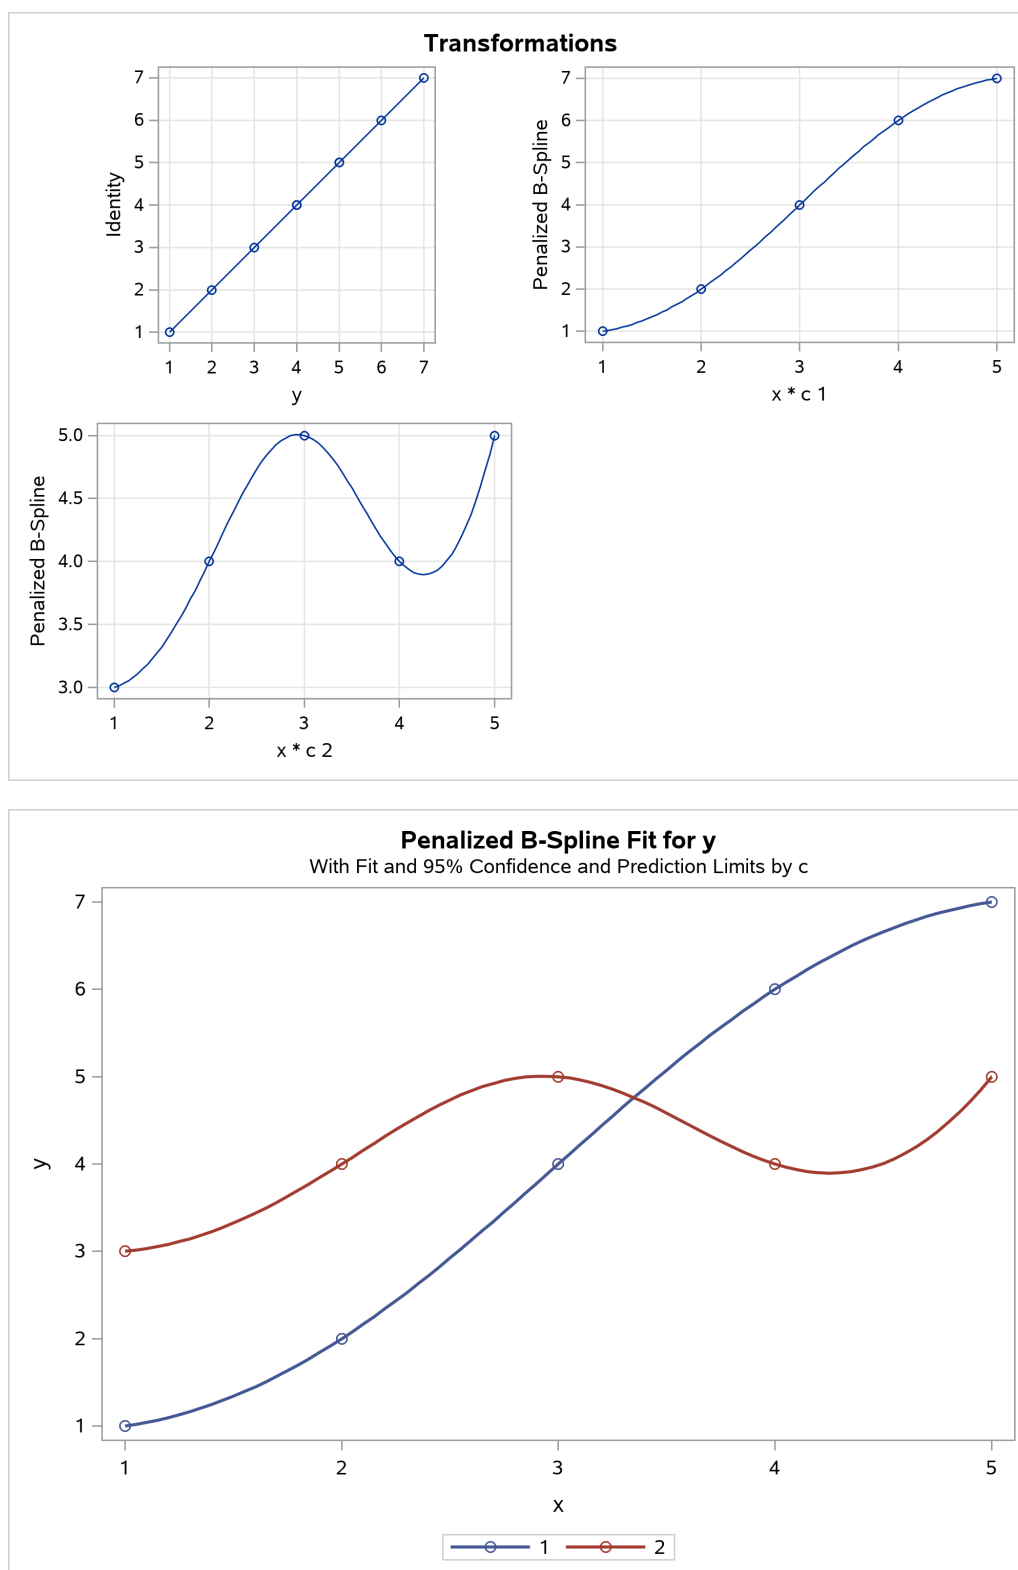 Transformations
Identity
7
6
5
4
3
2
1
1 2 3 4 5 6 7
y
Penalized B-Spline
7
6
5
4
3
2
1
1 2 3 4 5
x * c 1
Penalized B-Spline
5.0
4.5
4.0
3.5
3.0
1 2 3 4 5
x * c 2
Penalized B-Spline Fit for y
With Fit and 95% Confidence and Prediction Limits by c
y
7
6
5
4
3
2
1
1 2 3 4 5
x
1 2